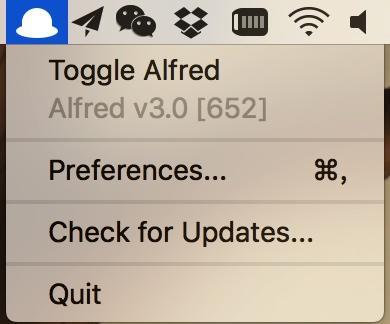 Toggle Alfred
Alfred v3.0 [652]
Preferences... ⌘,
Check for Updates...
Quit